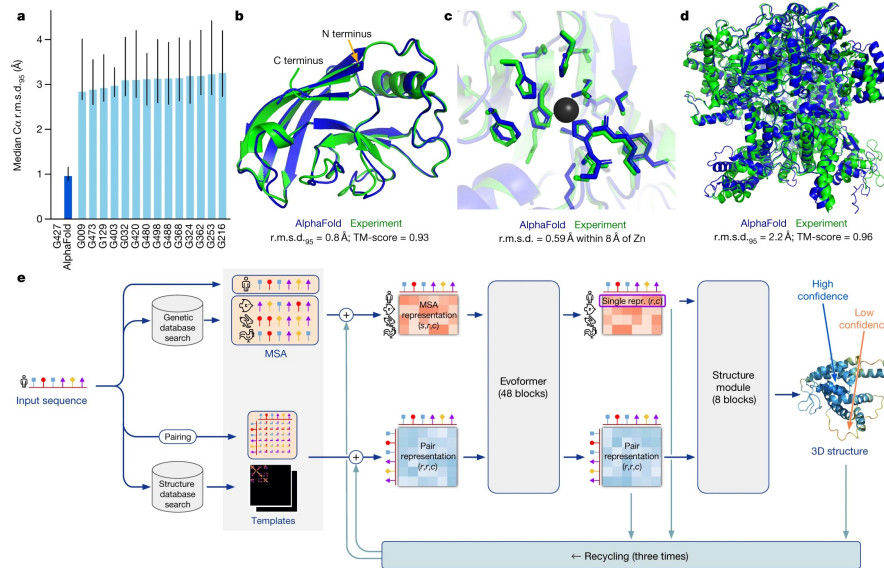 a
Median Cα r.m.s.d.95 (Å)
4
3
2
1
0
G427
AlphaFold
G009
G473
G129
G403
G032
G420
G480
G498
G488
G368
G324
G362
G253
G216
b
N terminus
C terminus
AlphaFold Experiment
r.m.s.d.95 = 0.8 Å; TM-score = 0.93
c
AlphaFold Experiment
r.m.s.d. = 0.59 Å within 8 Å of Zn
d
AlphaFold Experiment
r.m.s.d.95 = 2.2 Å; TM-score = 0.96
e
Input sequence
Genetic
database
search
MSA
Pairing
Structure
database
search
Templates
+
+
MSA
representation
(s,r,c)
Pair
representation
(r,r,c)
Evoformer
(48 blocks)
Single repr. (r,c)
Pair
representation
(r,r,c)
Structure
module
(8 blocks)
High
confidence
Low
confidence
3D structure
← Recycling (three times)